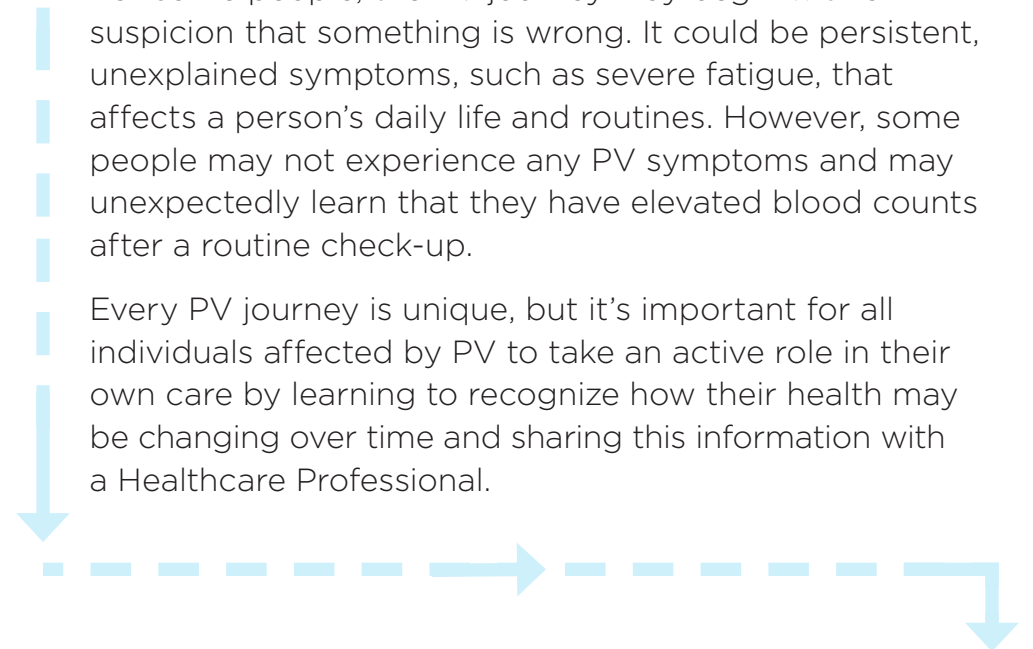 suspicion that something is wrong. It could be persistent,
unexplained symptoms, such as severe fatigue, that
affects a person’s daily life and routines. However, some
people may not experience any PV symptoms and may
unexpectedly learn that they have elevated blood counts
after a routine check-up.
Every PV journey is unique, but it’s important for all
individuals affected by PV to take an active role in their
own care by learning to recognize how their health may
be changing over time and sharing this information with
a Healthcare Professional.